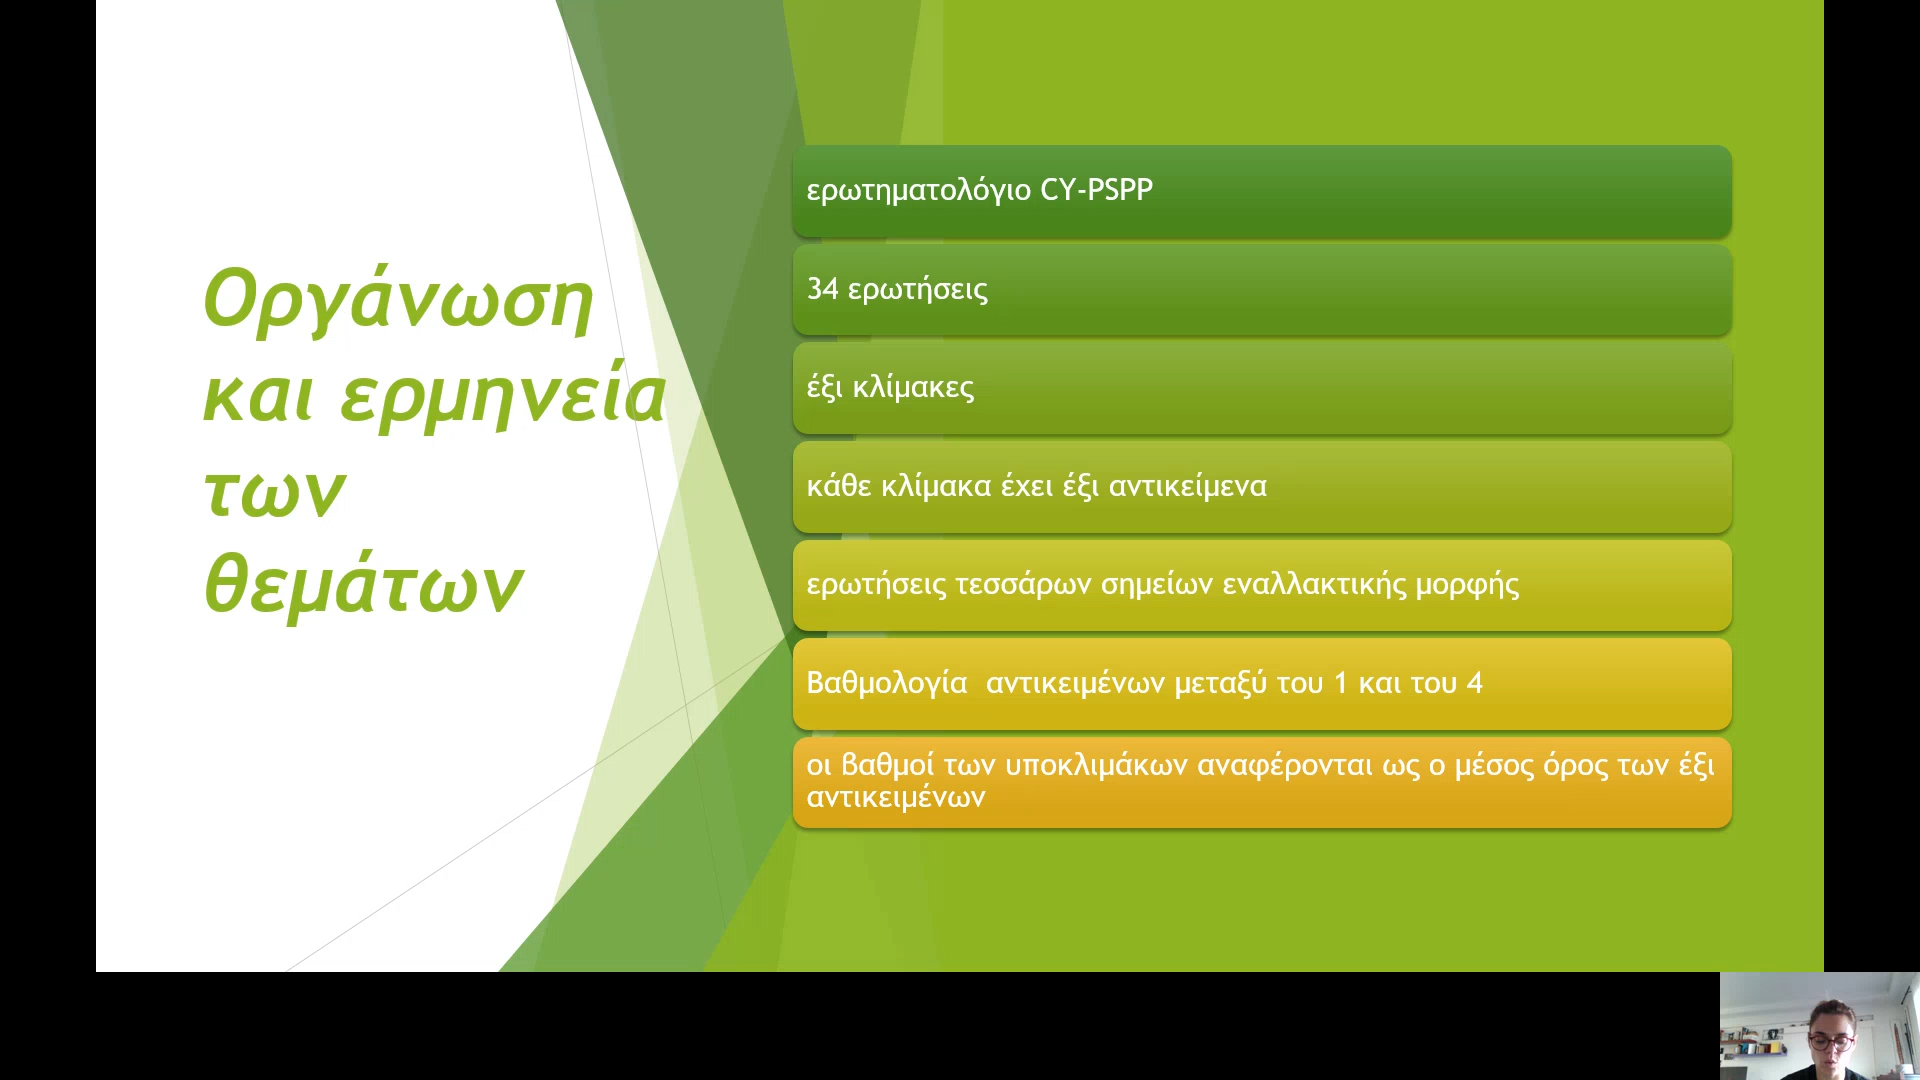 Οργάνωση
και ερμηνεία
των
θεμάτων
ερωτηματολόγιο CY-PSPP
34 ερωτήσεις
έξι κλίμακες
κάθε κλίμακα έχει έξι αντικείμενα
ερωτήσεις τεσσάρων σημείων εναλλακτικής μορφής
Βαθμολογία  αντικειμένων μεταξύ του 1 και του 4
οι βαθμοί των υποκλιμάκων αναφέρονται ως ο μέσος όρος των έξι
αντικειμένων